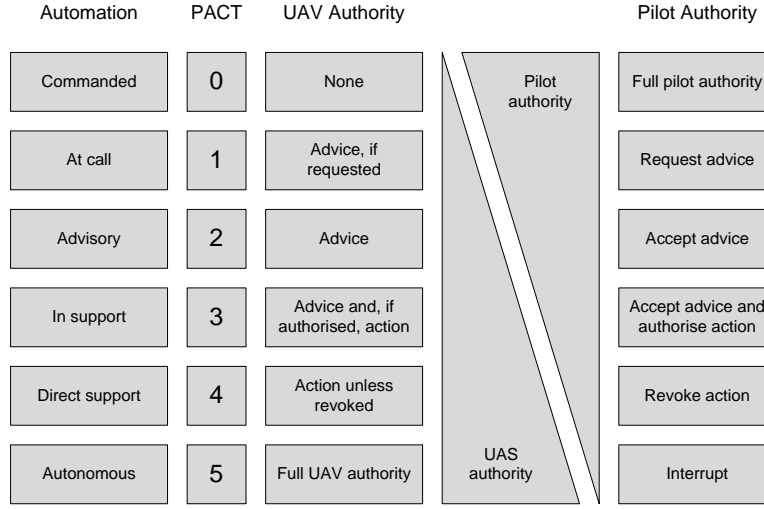 Automation PACT UAV Authority Pilot Authority
Commanded 0 None Pilot authority Full pilot authority
At call 1 Advice, if requested Request advice
Advisory 2 Advice Accept advice
In support 3 Advice and, if authorised, action Accept advice and authorise action
Direct support 4 Action unless revoked Revoke action
Autonomous 5 Full UAV authority UAS authority Interrupt